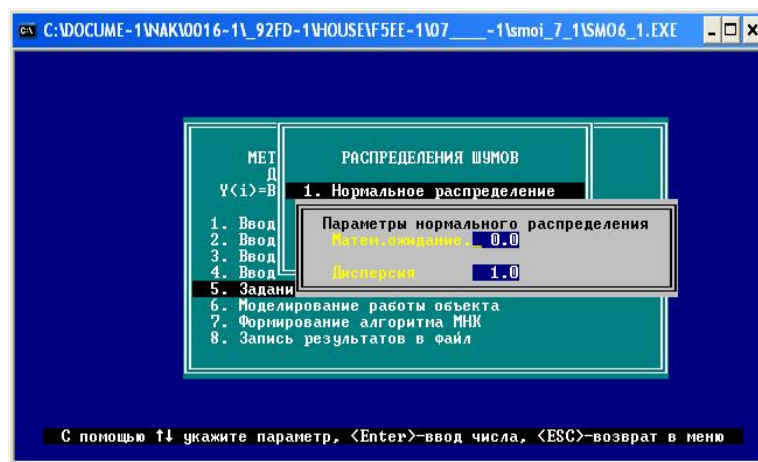 C:\DOCUME~1\NAK\0016~1\_92FD~1\HOUSE\F5EE~1\07____~1\smoi_7_1\SMO6_1.EXE
МЕТ
Д
Y(i)=B
РАСПРЕДЕЛЕНИЯ ШУМОВ
1. Нормальное распределение
Параметры нормального распределения
Матем.ожидание. 0.0
Дисперсия 1.0
1. Ввод
2. Ввод
3. Ввод
4. Ввод
5. Задани
6. Моделирование работы объекта
7. Формирование алгоритма МНК
8. Запись результатов в файл
С помощью ↑↓ укажите параметр, <Enter>-ввод числа, <ESC>-возврат в меню